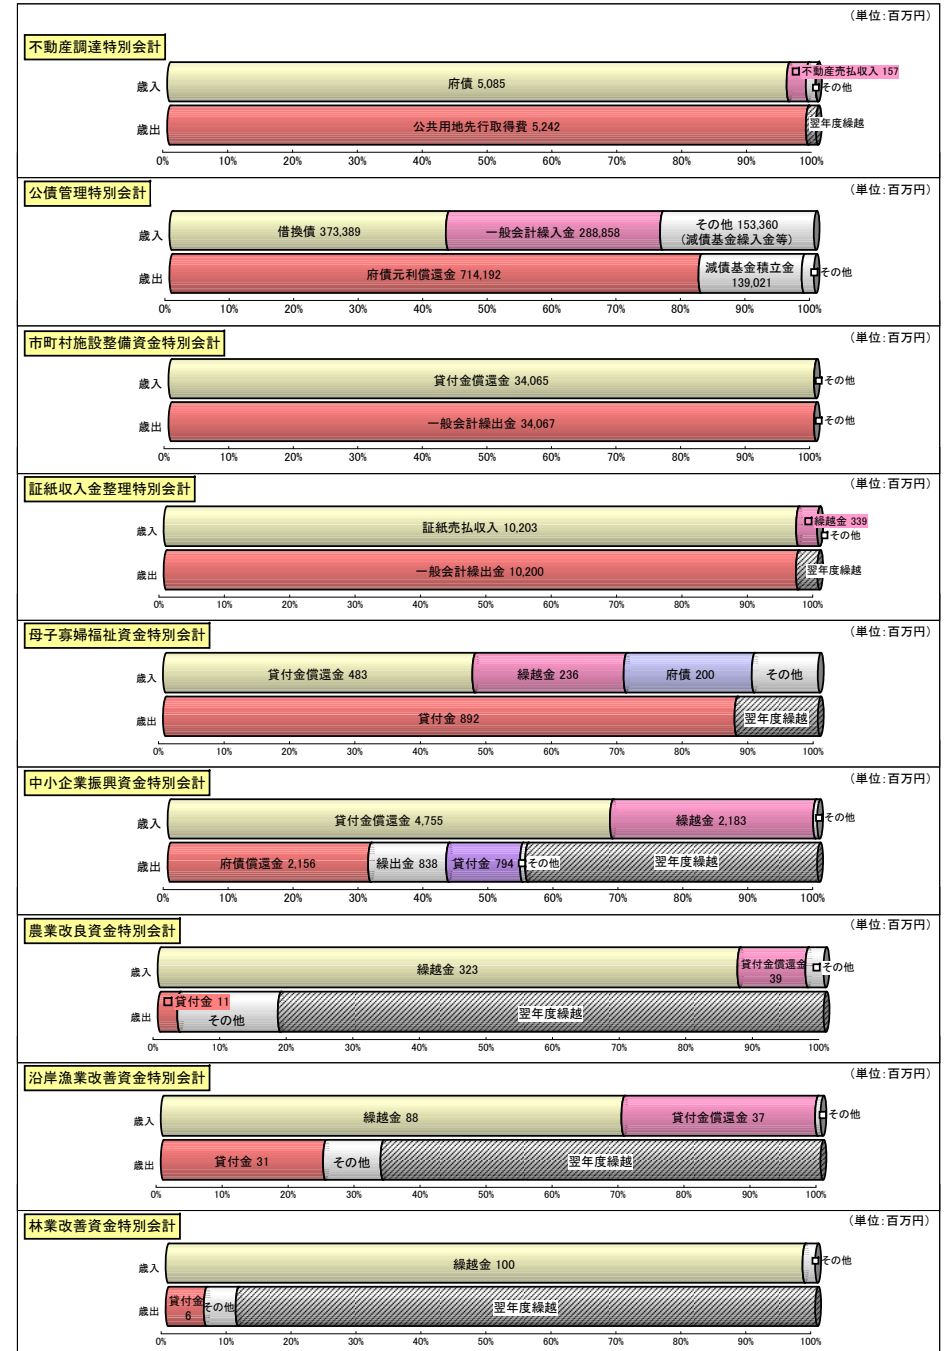 （単位：百万円）
不動産調達特別会計
歳入
府債 5,085
不動産売払収入 157
その他
歳出
公共用地先行取得費 5,242
翌年度繰越
0% 10% 20% 30% 40% 50% 60% 70% 80% 90% 100%
公債管理特別会計
（単位：百万円）
歳入
借換債 373,389
一般会計繰入金 288,858
その他 153,360
（減債基金繰入金等）
歳出
府債元利償還金 714,192
減債基金積立金
139,021
その他
0% 10% 20% 30% 40% 50% 60% 70% 80% 90% 100%
市町村施設整備資金特別会計
（単位：百万円）
歳入
貸付金償還金 34,065
その他
歳出
一般会計繰出金 34,067
その他
0% 10% 20% 30% 40% 50% 60% 70% 80% 90% 100%
証紙収入金整理特別会計
（単位：百万円）
歳入
証紙売払収入 10,203
繰越金 339
その他
歳出
一般会計繰出金 10,200
翌年度繰越
0% 10% 20% 30% 40% 50% 60% 70% 80% 90% 100%
母子寡婦福祉資金特別会計
（単位：百万円）
歳入
貸付金償還金 483
繰越金 236
府債 200
その他
歳出
貸付金 892
翌年度繰越
0% 10% 20% 30% 40% 50% 60% 70% 80% 90% 100%
中小企業振興資金特別会計
（単位：百万円）
歳入
貸付金償還金 4,755
繰越金 2,183
その他
歳出
府債償還金 2,156
繰出金 838
貸付金 794
その他
翌年度繰越
0% 10% 20% 30% 40% 50% 60% 70% 80% 90% 100%
農業改良資金特別会計
（単位：百万円）
歳入
繰越金 323
貸付金償還金
39
その他
歳出
貸付金 11
その他
翌年度繰越
0% 10% 20% 30% 40% 50% 60% 70% 80% 90% 100%
沿岸漁業改善資金特別会計
（単位：百万円）
歳入
繰越金 88
貸付金償還金 37
その他
歳出
貸付金 31
その他
翌年度繰越
0% 10% 20% 30% 40% 50% 60% 70% 80% 90% 100%
林業改善資金特別会計
（単位：百万円）
歳入
繰越金 100
その他
歳出
貸付金
6
その他
翌年度繰越
0% 10% 20% 30% 40% 50% 60% 70% 80% 90% 100%